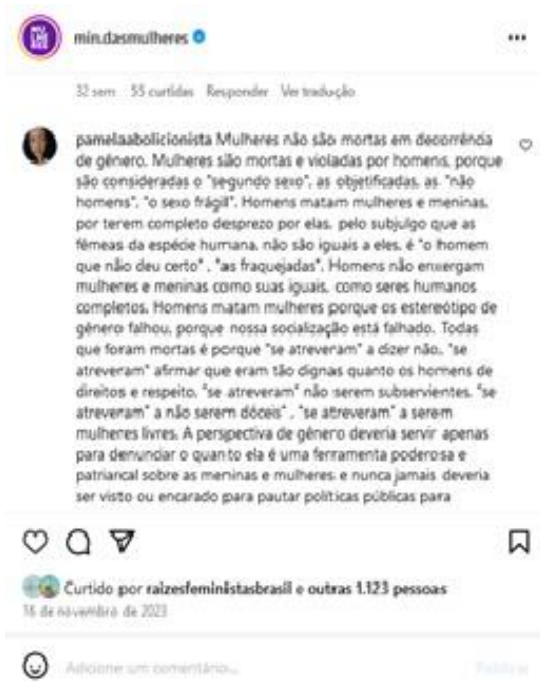 min.dasmulheres
32 sem 55 curtidas Responder Ver tradução
pamelaabolicionista Mulheres não são mortas em decorrência
de gênero. Mulheres são mortas e violadas por homens, porque
são consideradas o "segundo sexo", as objetificadas, as "não
homens", "o sexo frágil". Homens matam mulheres e meninas,
por terem completo desprezo por elas, pelo subjulgo que as
fêmeas da espécie humana, não são iguais a eles, é "o homem
que não deu certo", "as fraquejadas". Homens não enxergam
mulheres e meninas como suas iguais, como seres humanos
completos. Homens matam mulheres porque os estereótipo de
gênero falhou, porque nossa socialização está falhado. Todas
que foram mortas é porque "se atreveram" a dizer não, "se
atreveram" afirmar que eram tão dignas quanto os homens de
direitos e respeito, "se atreveram" não serem subservientes, "se
atreveram" a não serem dóceis", "se atreveram" a serem
mulheres livres. A perspectiva de gênero deveria servir apenas
para denunciar o quanto ela é uma ferramenta poderosa e
patriarcal sobre as meninas e mulheres e nunca jamais deveria
ser visto ou encarado para pautar políticas públicas para
Curtido por raizesfeministasbrasil e outras 1.123 pessoas
16 de novembro de 2023
Adicione um comentário...
Publicar